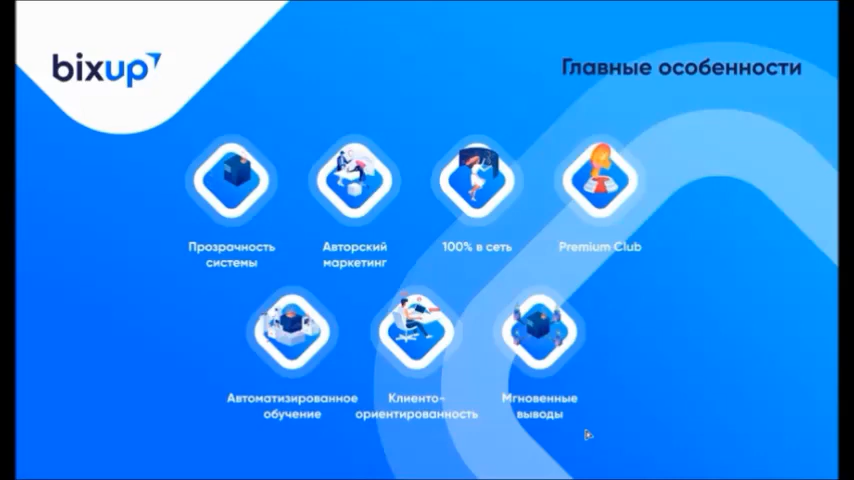 bixup
Главные особенности
Прозрачность
системы
Авторский
маркетинг
100% в сеть
Premium Club
Автоматизированное
обучение
Клиенто-
ориентированность
Мгновенные
выводы